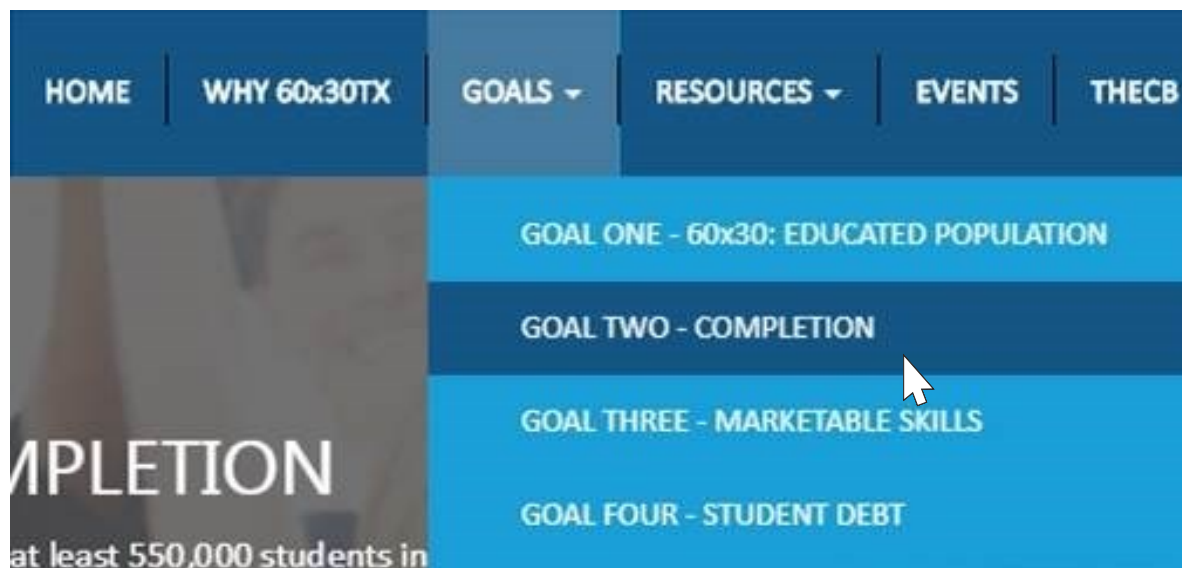 HOME WHY 60x30TX GOALS RESOURCES EVENTS THECB
GOAL ONE - 60x30: EDUCATED POPULATION
GOAL TWO - COMPLETION
GOAL THREE - MARKETABLE SKILLS
GOAL FOUR - STUDENT DEBT
MPLETION
at least 550,000 students in